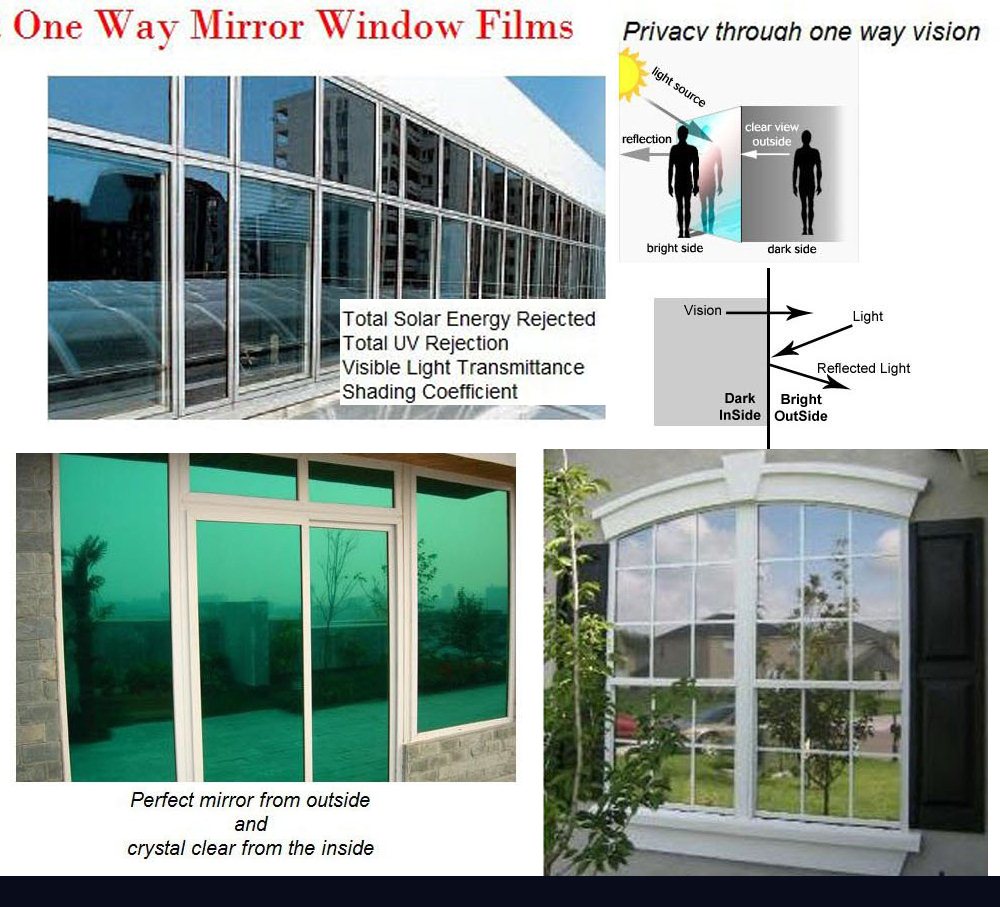 One Way Mirror Window Films
Privacy through one way vision
light source
reflection
clear view
outside
bright side
dark side
Total Solar Energy Rejected
Total UV Rejection
Visible Light Transmittance
Shading Coefficient
Vision
Light
Reflected Light
Dark
InSide
Bright
OutSide
Perfect mirror from outside
and
crystal clear from the inside